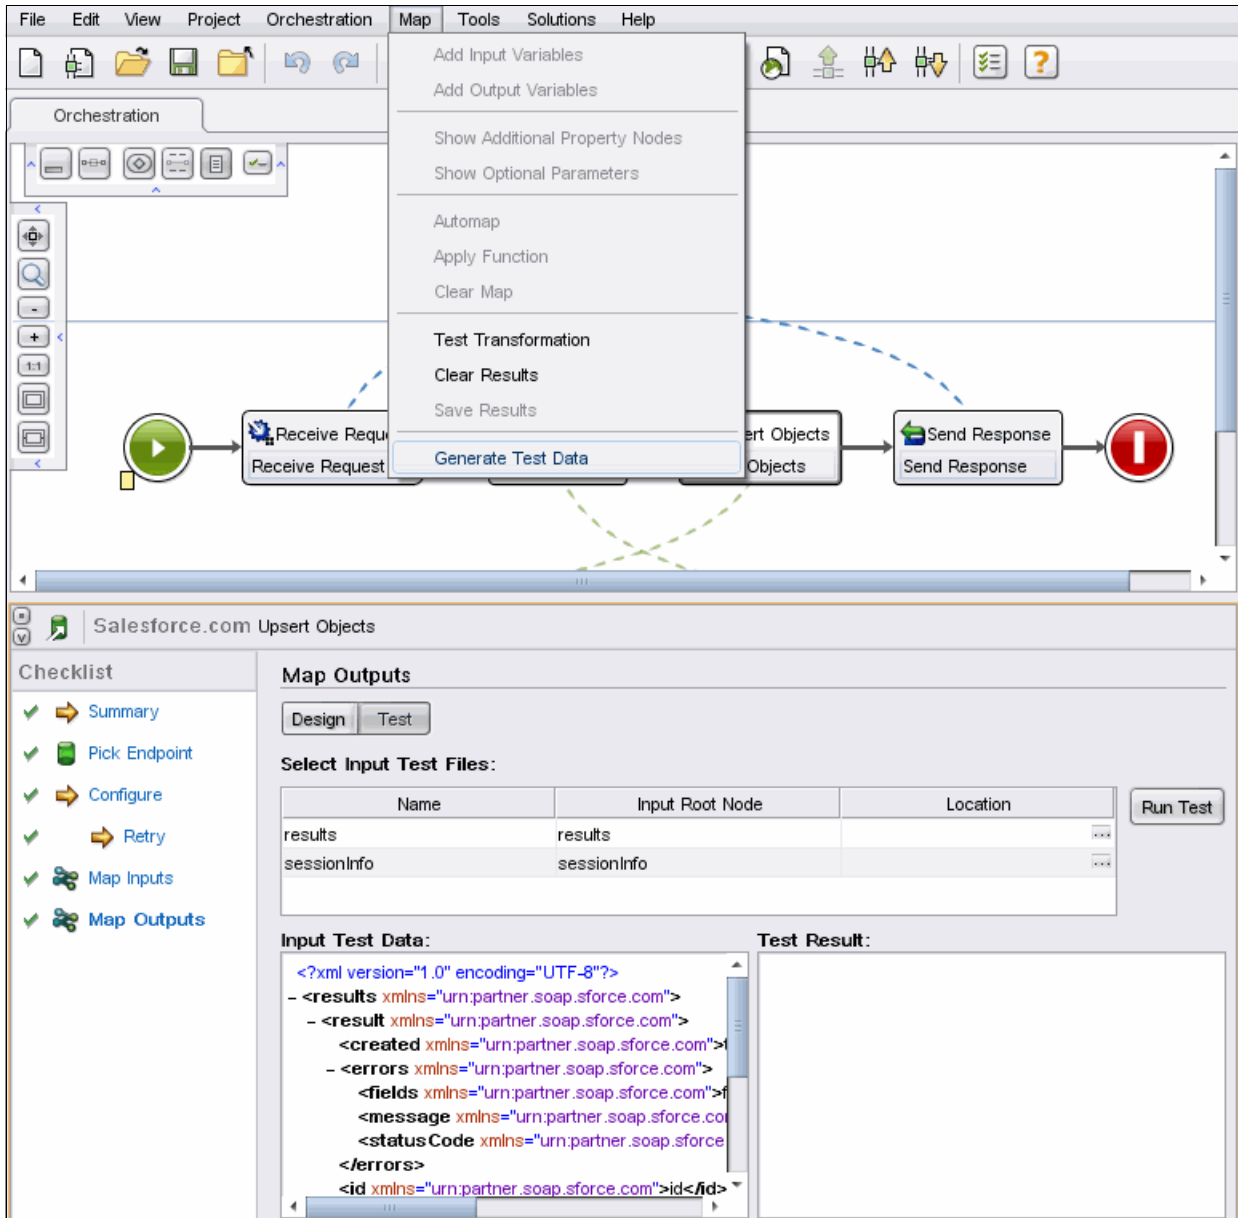 File Edit View Project Orchestration Map Tools Solutions Help
Add Input Variables
Add Output Variables
Orchestration
Show Additional Property Nodes
Show Optional Parameters
Automap
Apply Function
Clear Map
-
+
1:1
Test Transformation
Clear Results
Save Results
Generate Test Data
Receive Reque
Receive Request
ert Objects
Objects
Send Response
Send Response
Salesforce.com Upsert Objects
Checklist
Summary
Pick Endpoint
Configure
Retry
Map Inputs
Map Outputs
Map Outputs
Design Test
Select Input Test Files:
Name Input Root Node Location
results results ...
sessionInfo sessionInfo ...
Run Test
Input Test Data:
<?xml version="1.0" encoding="UTF-8"?>
– <results xmlns="urn:partner.soap.sforce.com">
– <result xmlns="urn:partner.soap.sforce.com">
<created xmlns="urn:partner.soap.sforce.com">f
– <errors xmlns="urn:partner.soap.sforce.com">
<fields xmlns="urn:partner.soap.sforce.com">f
<message xmlns="urn:partner.soap.sforce.co
<statusCode xmlns="urn:partner.soap.sforce
</errors>
<id xmlns="urn:partner.soap.sforce.com">id</id>
Test Result: